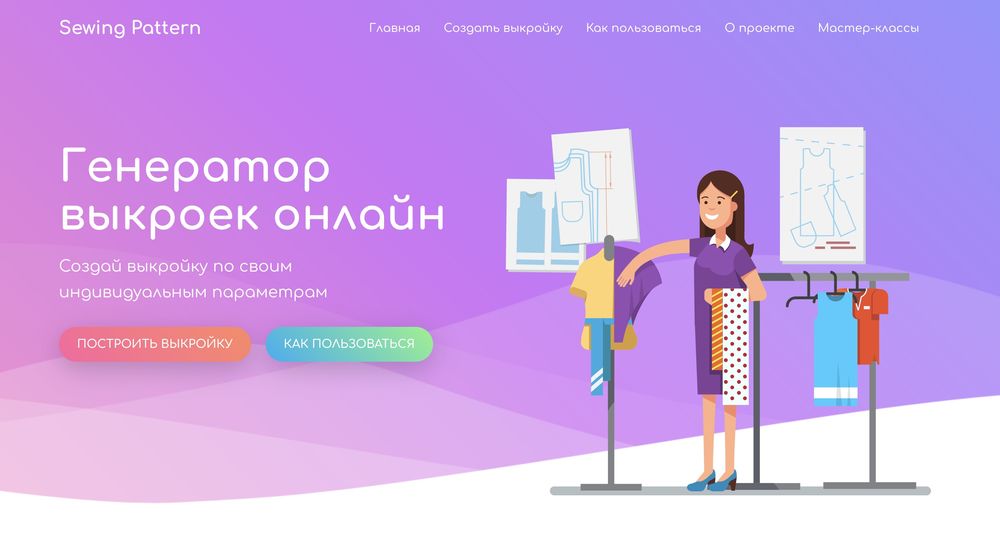 Sewing Pattern
Главная Создать выкройку Как пользоваться О проекте Мастер-классы
Генератор
выкроек онлайн
Создай выкройку по своим
индивидуальным параметрам
ПОСТРОИТЬ ВЫКРОЙКУ КАК ПОЛЬЗОВАТЬСЯ